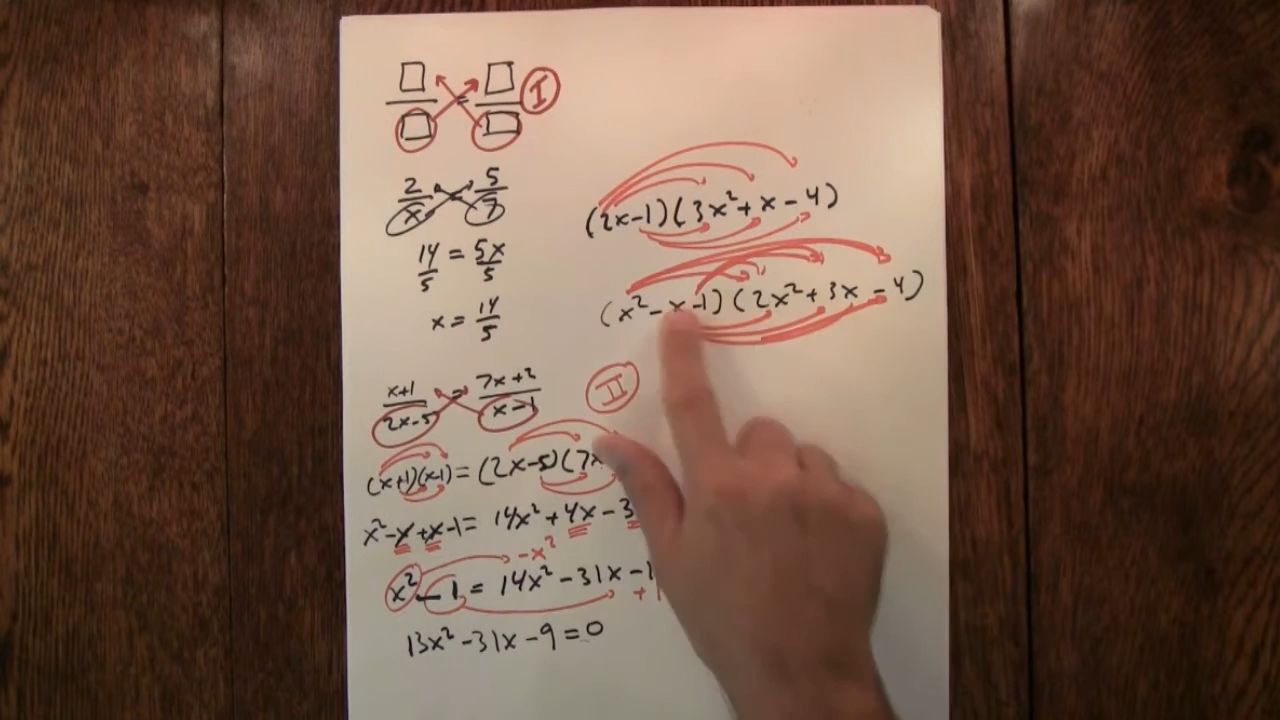 □/□ = □/□ I
2/x 5/7
14/5 = 5x/5
x = 14/5
x+1/2x-5 = 7x+2/x-1 II
(x+1)(x-1) = (2x-5)(7x
x²-x+x-1 = 14x²+4x-3
-x²
x² - 1 = 14x² - 31x - 1
+1
13x² - 31x - 9 = 0
(2x-1)(3x²+x-4)
(x²-x-1)(2x²+3x-4)